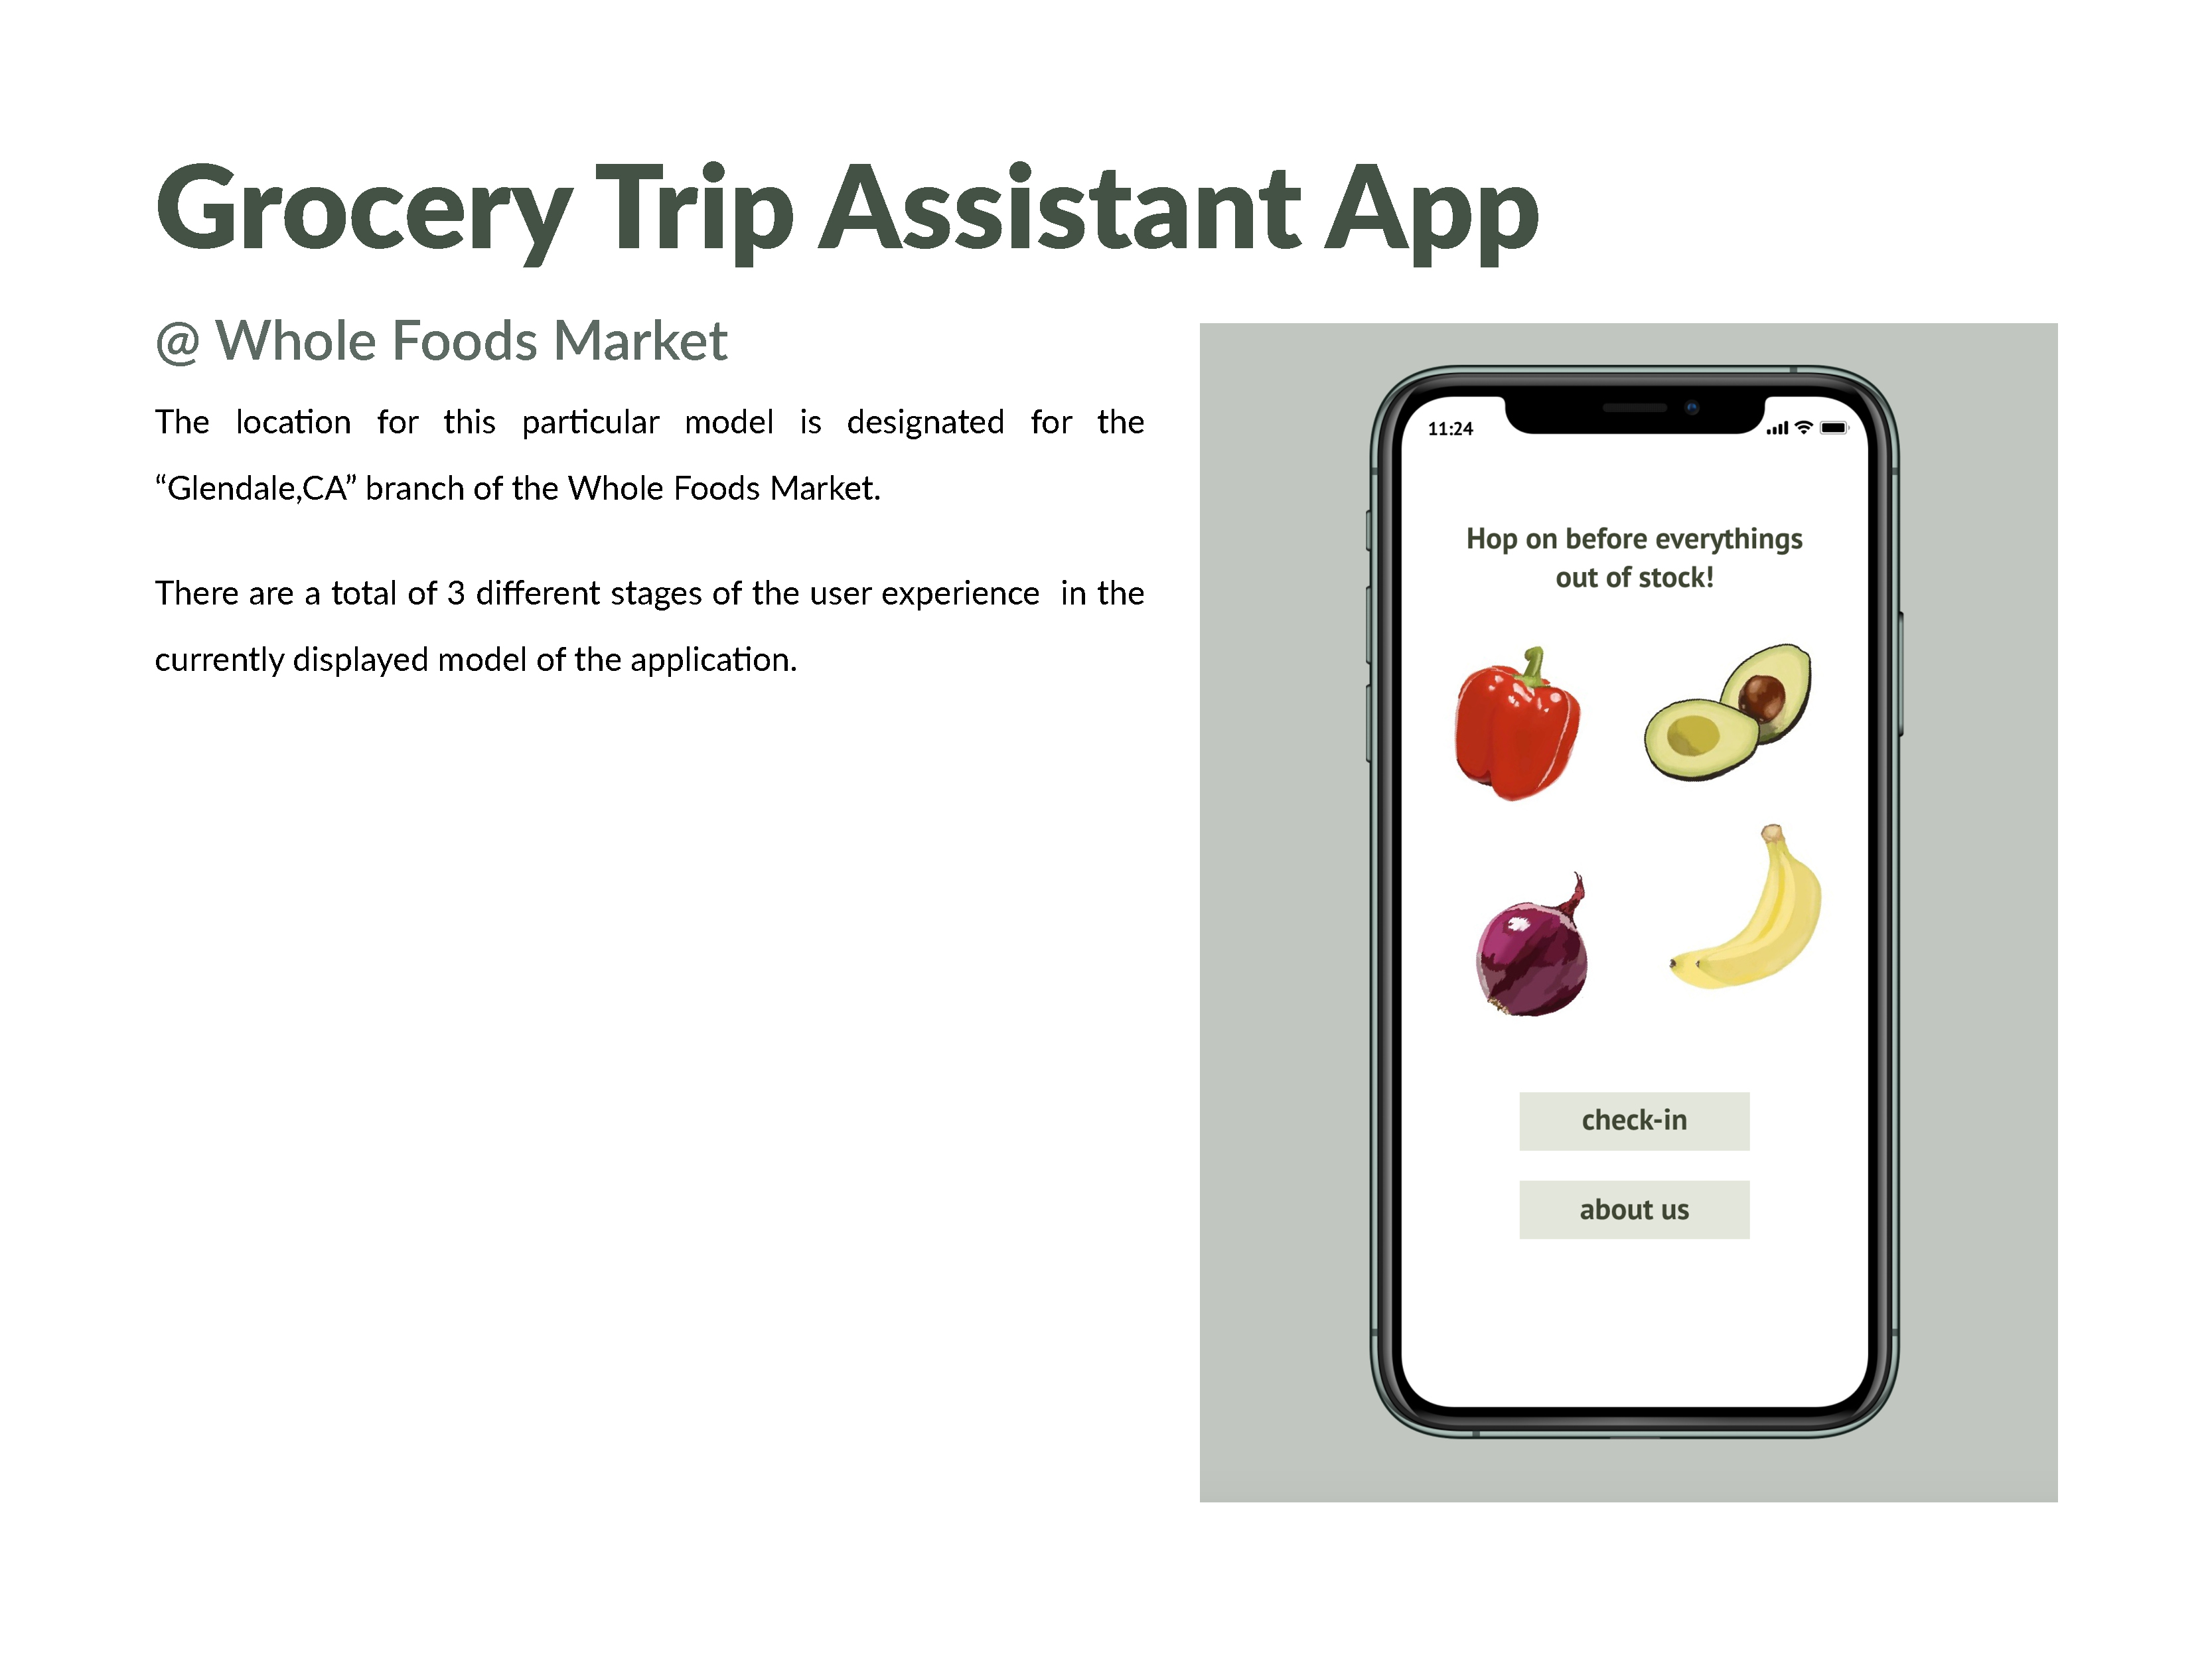 Grocery Trip Assistant App
@ Whole Foods Market
The location for this particular model is designated for the
“Glendale,CA” branch of the Whole Foods Market.
There are a total of 3 different stages of the user experience  in the
currently displayed model of the application.
11:24
Hop on before everythings
out of stock!
check-in
about us